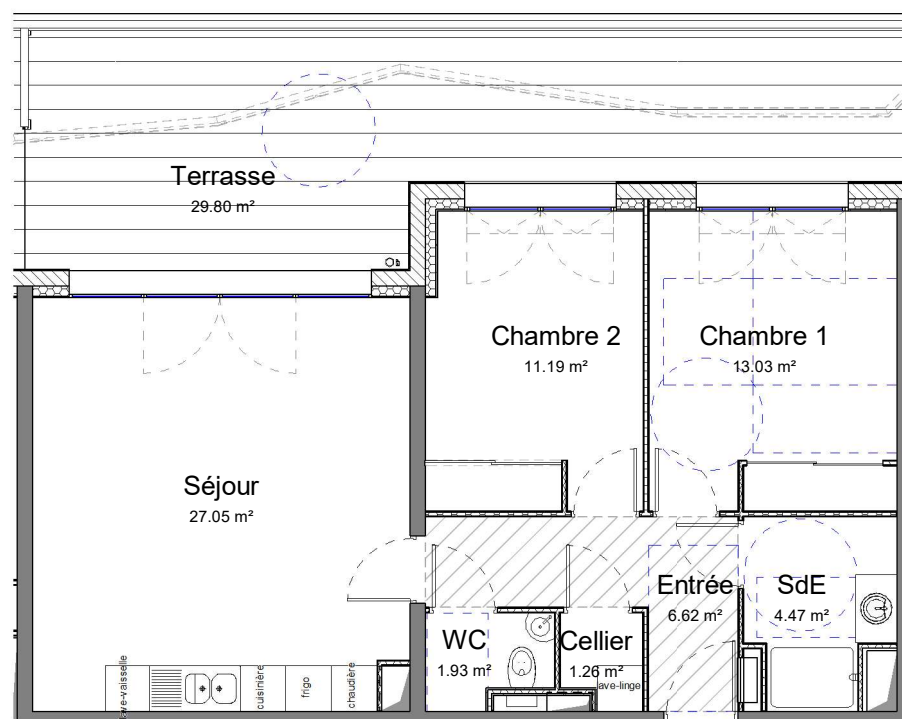 Terrasse
29.80 m²
Chambre 2
11.19 m²
Chambre 1
13.03 m²
Séjour
27.05 m²
Entrée
6.62 m²
SdE
4.47 m²
WC
1.93 m²
Cellier
1.26 m²
ave-linge
ave-vaisselle
cuisinière
frigo
chaudière